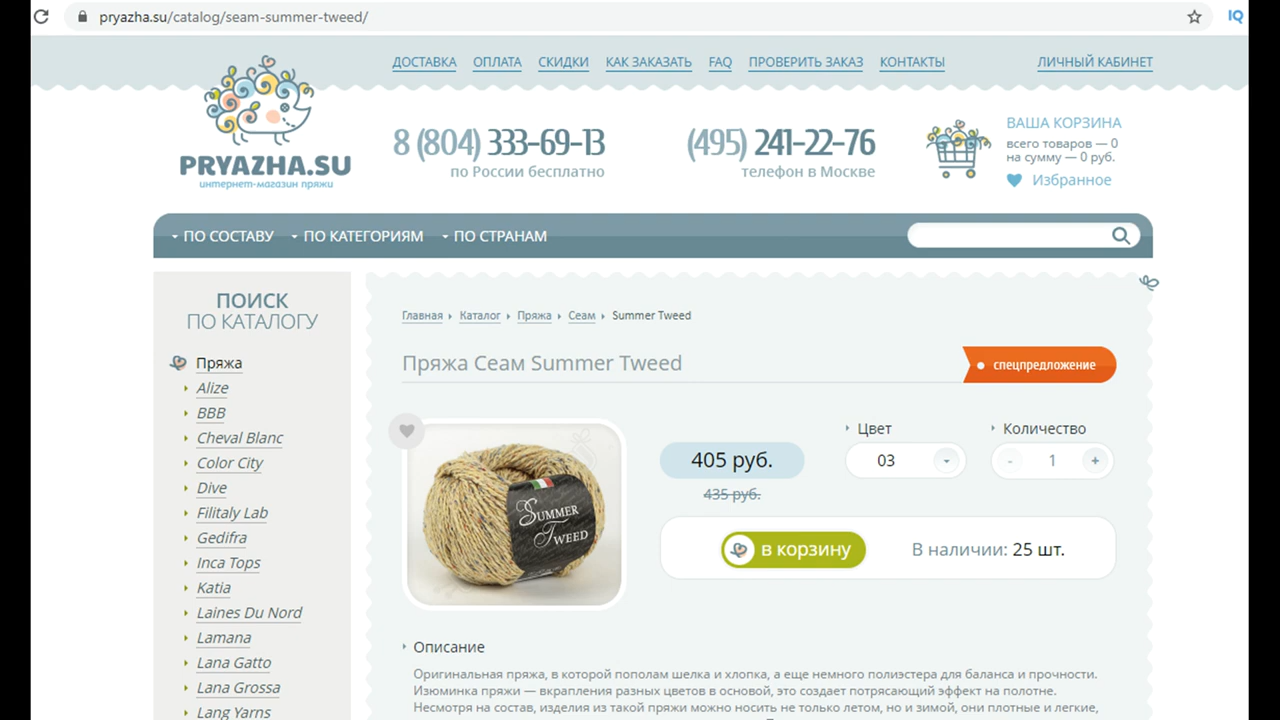 pryazha.su/catalog/seam-summer-tweed/
IQ
ДОСТАВКА ОПЛАТА СКИДКИ КАК ЗАКАЗАТЬ FAQ ПРОВЕРИТЬ ЗАКАЗ КОНТАКТЫ ЛИЧНЫЙ КАБИНЕТ
PRYAZHA.SU
интернет-магазин пряжи
8 (804) 333-69-13
по России бесплатно
(495) 241-22-76
телефон в Москве
ВАША КОРЗИНА
всего товаров — 0
на сумму — 0 руб.
Избранное
ПО СОСТАВУ ПО КАТЕГОРИЯМ ПО СТРАНАМ
ПОИСК
ПО КАТАЛОГУ
Пряжа
Alize
BBB
Cheval Blanc
Color City
Dive
Filitaly Lab
Gedifra
Inca Tops
Katia
Laines Du Nord
Lamana
Lana Gatto
Lana Grossa
Lang Yarns
Главная Каталог Пряжа Сеам Summer Tweed
Пряжа Сеам Summer Tweed
спецпредложение
SUMMER
TWEED
405 руб.
435 руб.
Цвет
03
Количество
- 1 +
в корзину
В наличии: 25 шт.
Описание
Оригинальная пряжа, в которой пополам шелка и хлопка, а еще немного полиэстера для баланса и прочности.
Изюминка пряжи — вкрапления разных цветов в основой, это создает потрясающий эффект на полотне.
Несмотря на состав, изделия из такой пряжи можно носить не только летом, но и зимой, они плотные и легкие,